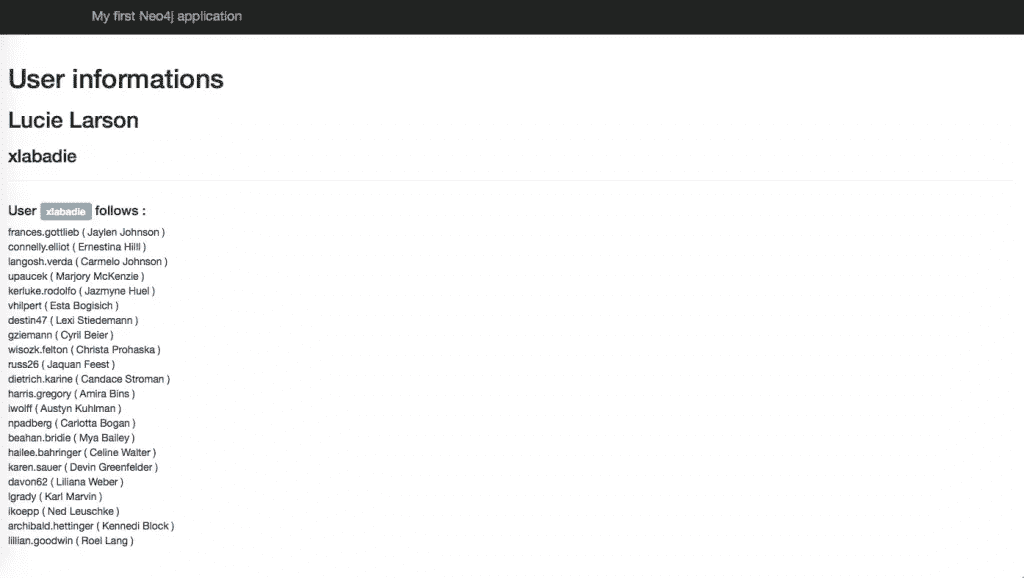 My first Neo4j application
User informations
Lucie Larson
xlabadie
User xlabadie follows :
frances.gottlieb ( Jaylen Johnson )
connelly.elliot ( Ernestina Hilll )
langosh.verda ( Carmelo Johnson )
upaucek ( Marjory McKenzie )
kerluke.rodolfo ( Jazmyne Huel )
vhilpert ( Esta Bogisich )
destin47 ( Lexi Stiedemann )
gziemann ( Cyril Beier )
wisozk.felton ( Christa Prohaska )
russ26 ( Jaquan Feest )
dietrich.karine ( Candace Stroman )
harris.gregory ( Amira Bins )
iwolff ( Austyn Kuhlman )
npadberg ( Carlotta Bogan )
beahan.bridie ( Mya Bailey )
hailee.bahringer ( Celine Walter )
karen.sauer ( Devin Greenfelder )
davon62 ( Liliana Weber )
lgrady ( Karl Marvin )
ikoepp ( Ned Leuschke )
archibald.hettinger ( Kennedi Block )
lillian.goodwin ( Roel Lang )